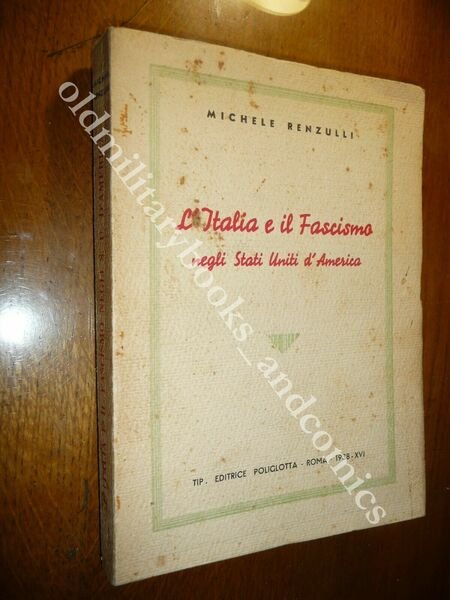 MICHELE RENZULLI
L'Italia e il Fascismo
negli Stati Uniti d'America
TIP. EDITRICE POLIGLOTTA - ROMA - 1938-XVI
oldmilitarybooks_andcomics